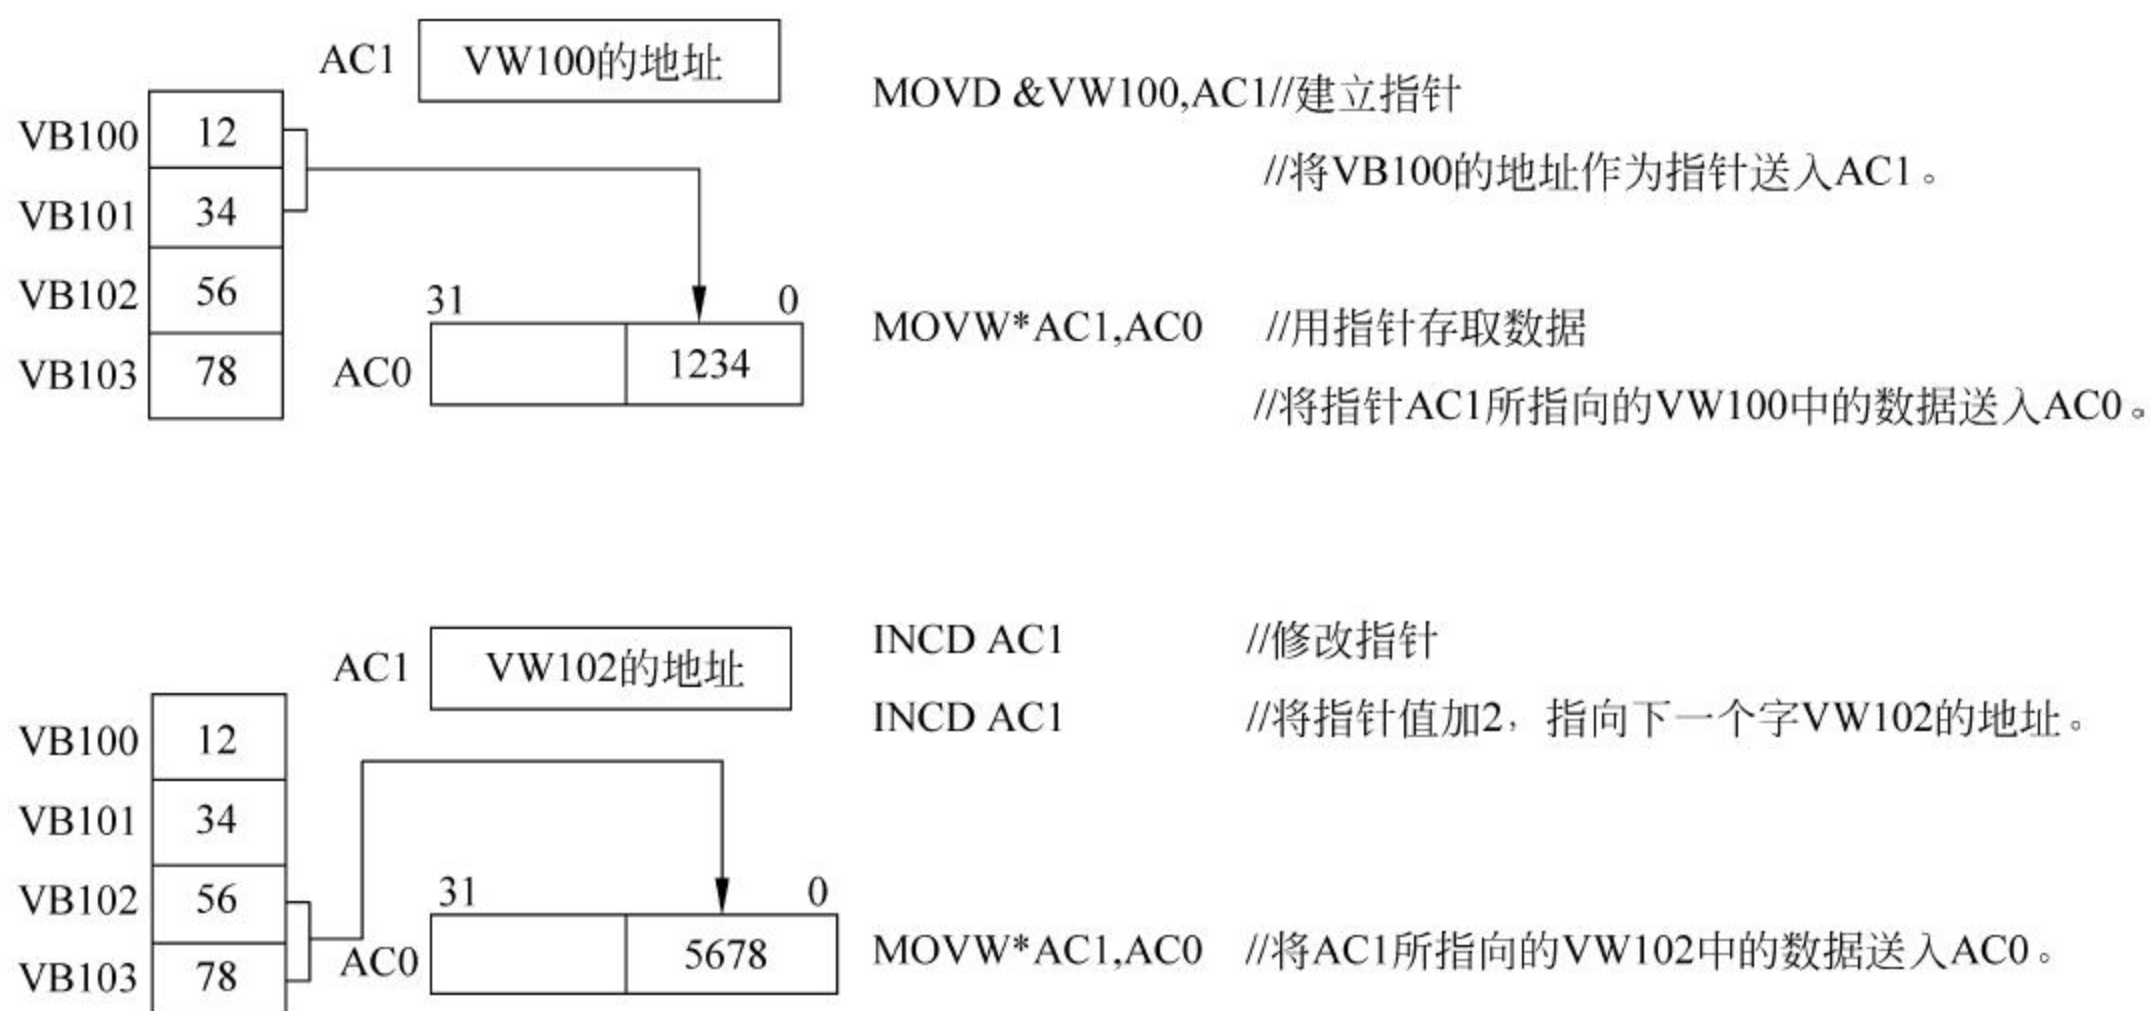 AC1 VW100的地址
MOVD &VW100,AC1//建立指针
VB100 12
//将VB100的地址作为指针送入AC1。
VB101 34
VB102 56
31 0
MOVW*AC1,AC0 //用指针存取数据
VB103 78
AC0 1234
//将指针AC1所指向的VW100中的数据送入AC0。
INCD AC1 //修改指针
AC1 VW102的地址
INCD AC1 //将指针值加2，指向下一个字VW102的地址。
VB100 12
VB101 34
VB102 56
31 0
MOVW*AC1,AC0 //将AC1所指向的VW102中的数据送入AC0。
VB103 78
AC0 5678